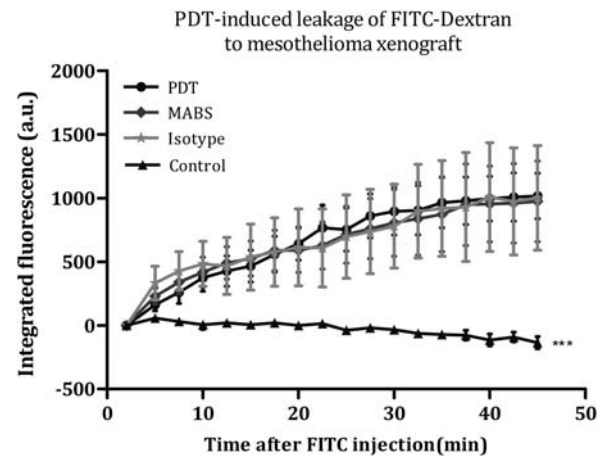 PDT-induced leakage of FITC-Dextran
to mesothelioma xenograft
2000
1500
1000
500
0
-500
Integrated fluorescence (a.u.)
PDT
MABS
Isotype
Control
***
0
10
20
30
40
50
Time after FITC injection(min)